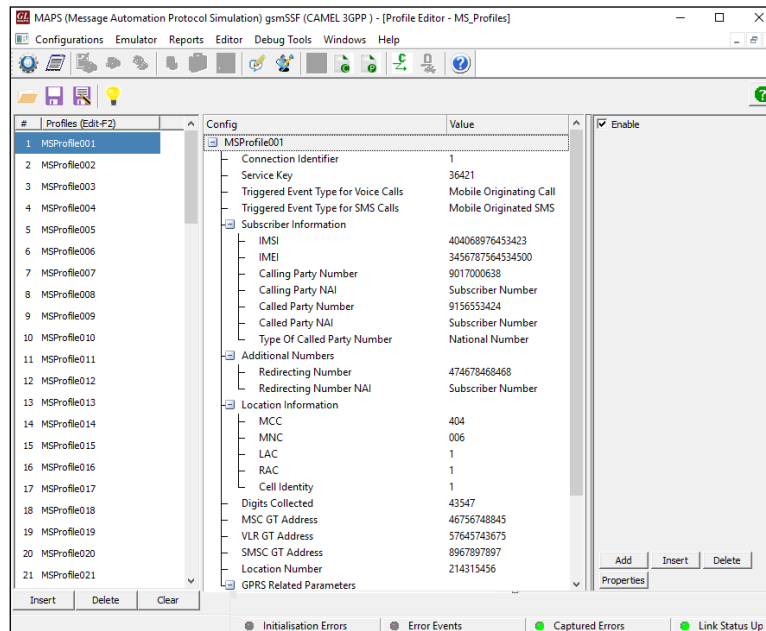 MAPS (Message Automation Protocol Simulation) gsmSSF (CAMEL 3GPP ) - [Profile Editor - MS_Profiles]
Configurations Emulator Reports Editor Debug Tools Windows Help
# Profiles (Edit-F2)
1 MSProfile001
2 MSProfile002
3 MSProfile003
4 MSProfile004
5 MSProfile005
6 MSProfile006
7 MSProfile007
8 MSProfile008
9 MSProfile009
10 MSProfile010
11 MSProfile011
12 MSProfile012
13 MSProfile013
14 MSProfile014
15 MSProfile015
16 MSProfile016
17 MSProfile017
18 MSProfile018
19 MSProfile019
20 MSProfile020
21 MSProfile021
Insert Delete Clear
Config Value
MSProfile001
Connection Identifier 1
Service Key 36421
Triggered Event Type for Voice Calls Mobile Originating Call
Triggered Event Type for SMS Calls Mobile Originated SMS
Subscriber Information
IMSI 404068976453423
IMEI 3456787564534500
Calling Party Number 9017000638
Calling Party NAI Subscriber Number
Called Party Number 9156553424
Called Party NAI Subscriber Number
Type Of Called Party Number National Number
Additional Numbers
Redirecting Number 474678468468
Redirecting Number NAI Subscriber Number
Location Information
MCC 404
MNC 006
LAC 1
RAC 1
Cell Identity 1
Digits Collected 43547
MSC GT Address 46756748845
VLR GT Address 57645743675
SMSC GT Address 8967897897
Location Number 214315456
GPRS Related Parameters
Enable
Add Insert Delete
Properties
Initialisation Errors Error Events Captured Errors Link Status Up